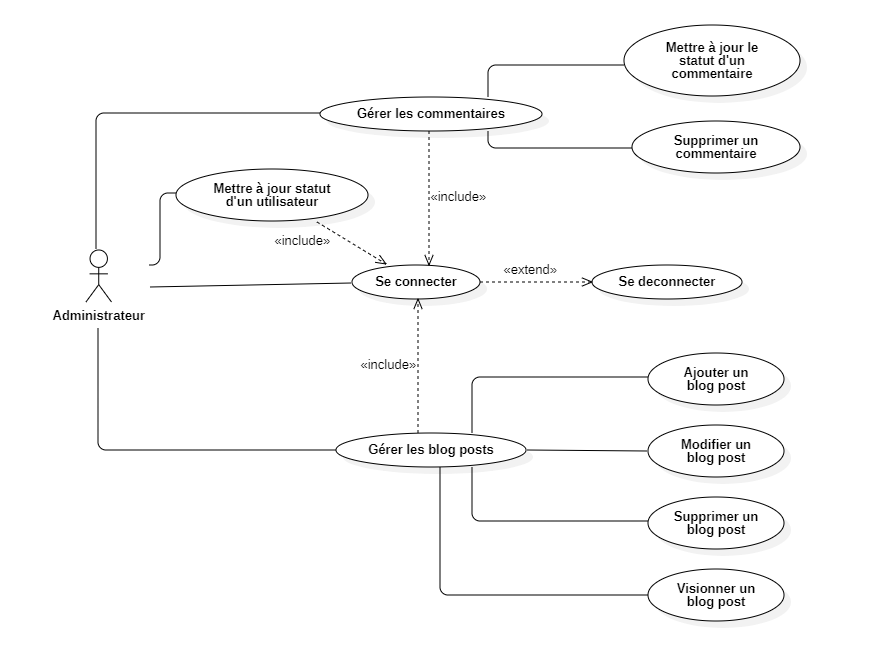 Mettre à jour le
statut d'un
commentaire
Gérer les commentaires
Supprimer un
commentaire
Mettre à jour statut
d'un utilisateur
«include»
«include»
«extend»
Se connecter
Se deconnecter
Administrateur
«include»
Ajouter un
blog post
Gérer les blog posts
Modifier un
blog post
Supprimer un
blog post
Visionner un
blog post